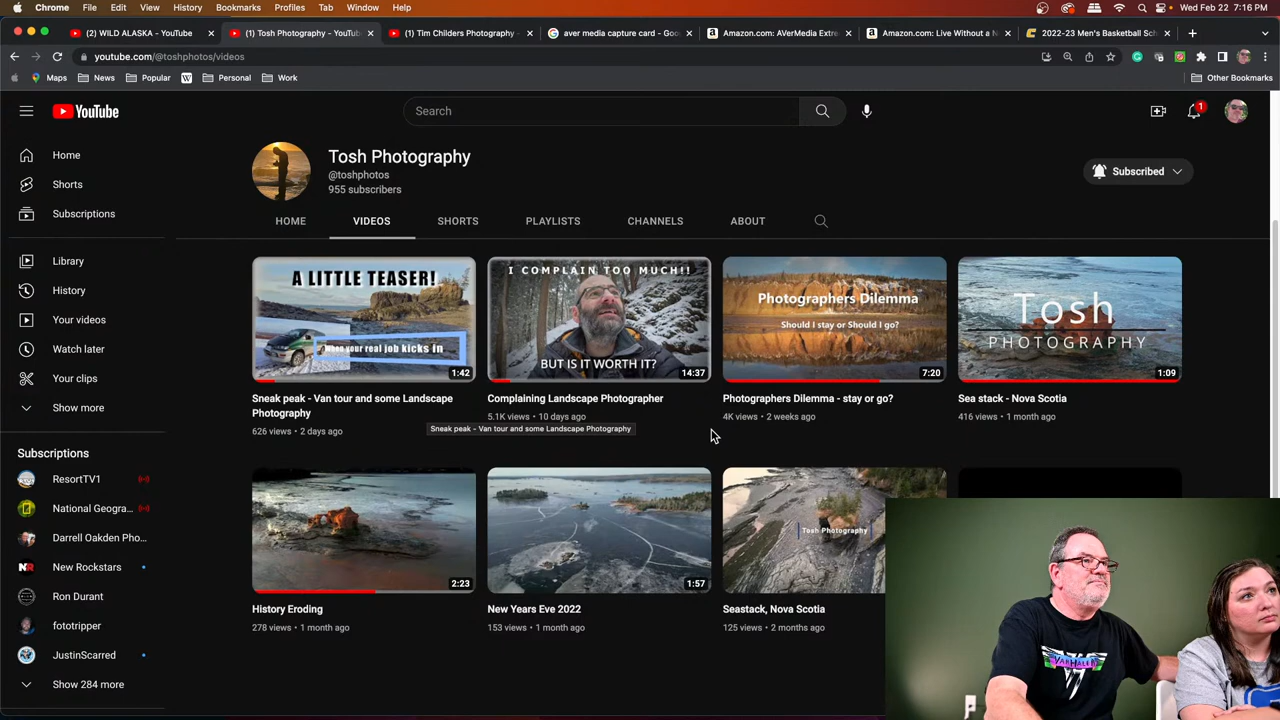 Chrome File Edit View History Bookmarks Profiles Tab Window Help Wed Feb 22 7:16 PM
(2) WILD ALASKA - YouTube (1) Tosh Photography - YouTub (1) Tim Childers Photography - aver media capture card - Goo Amazon.com: AVerMedia Extre Amazon.com: Live Without a N 2022-23 Men's Basketball Sch
youtube.com/@toshphotos/videos
Maps News Popular Personal Work Other Bookmarks
YouTube Search 1
Home
Shorts
Subscriptions
Library
History
Your videos
Watch later
Your clips
Show more
Subscriptions
ResortTV1
National Geogra...
Darrell Oakden Pho...
New Rockstars
Ron Durant
fototripper
JustinScarred
Show 284 more
Tosh Photography
@toshphotos
955 subscribers
Subscribed
HOME VIDEOS SHORTS PLAYLISTS CHANNELS ABOUT
A LITTLE TEASER!
when your real job kicks in
1:42
Sneak peak - Van tour and some Landscape
Photography
626 views • 2 days ago
I COMPLAIN TOO MUCH!!
BUT IS IT WORTH IT?
14:37
Complaining Landscape Photographer
5.1K views • 10 days ago
Sneak peak - Van tour and some Landscape Photography
Photographers Dilemma
Should I stay or Should I go?
7:20
Photographers Dilemma - stay or go?
4K views • 2 weeks ago
Tosh
PHOTOGRAPHY
1:09
Sea stack - Nova Scotia
416 views • 1 month ago
2:23
History Eroding
278 views • 1 month ago
1:57
New Years Eve 2022
153 views • 1 month ago
Tosh Photography
Seastack, Nova Scotia
125 views • 2 months ago
VAN HALEN